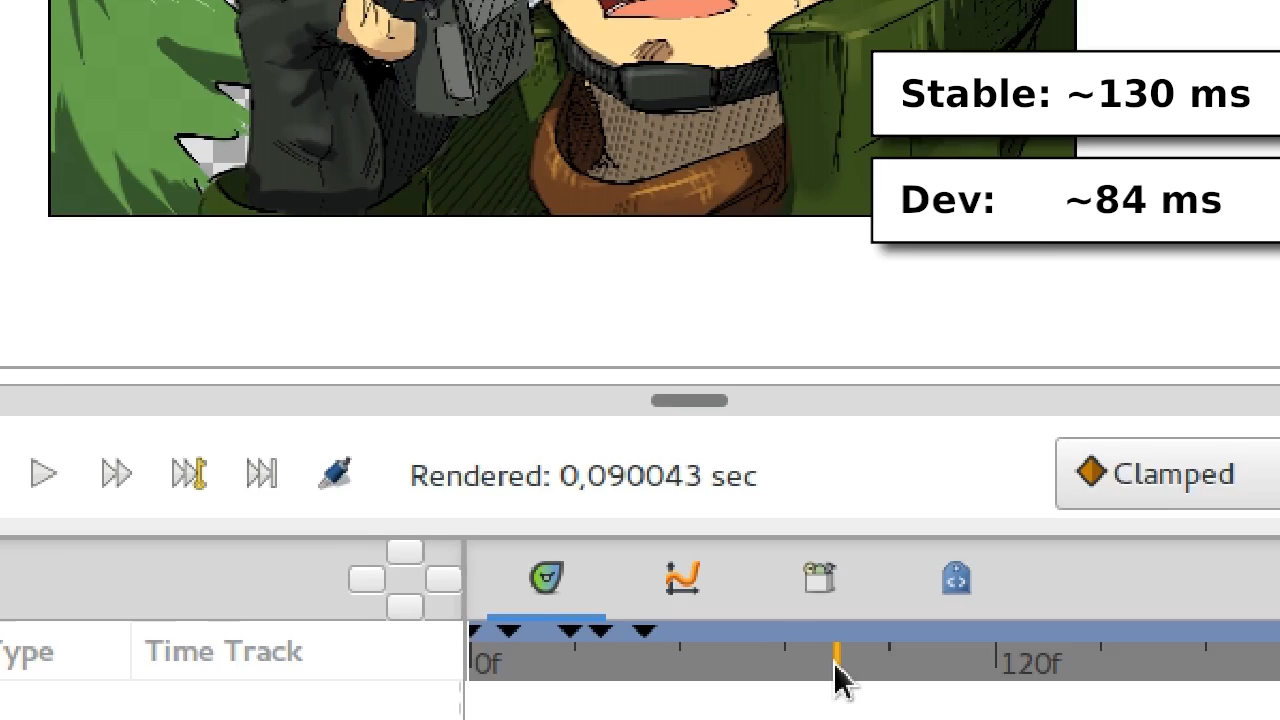 Stable: ~130 ms
Dev: ~84 ms
Rendered: 0,090043 sec
Clamped
Type
Time Track
0f
120f